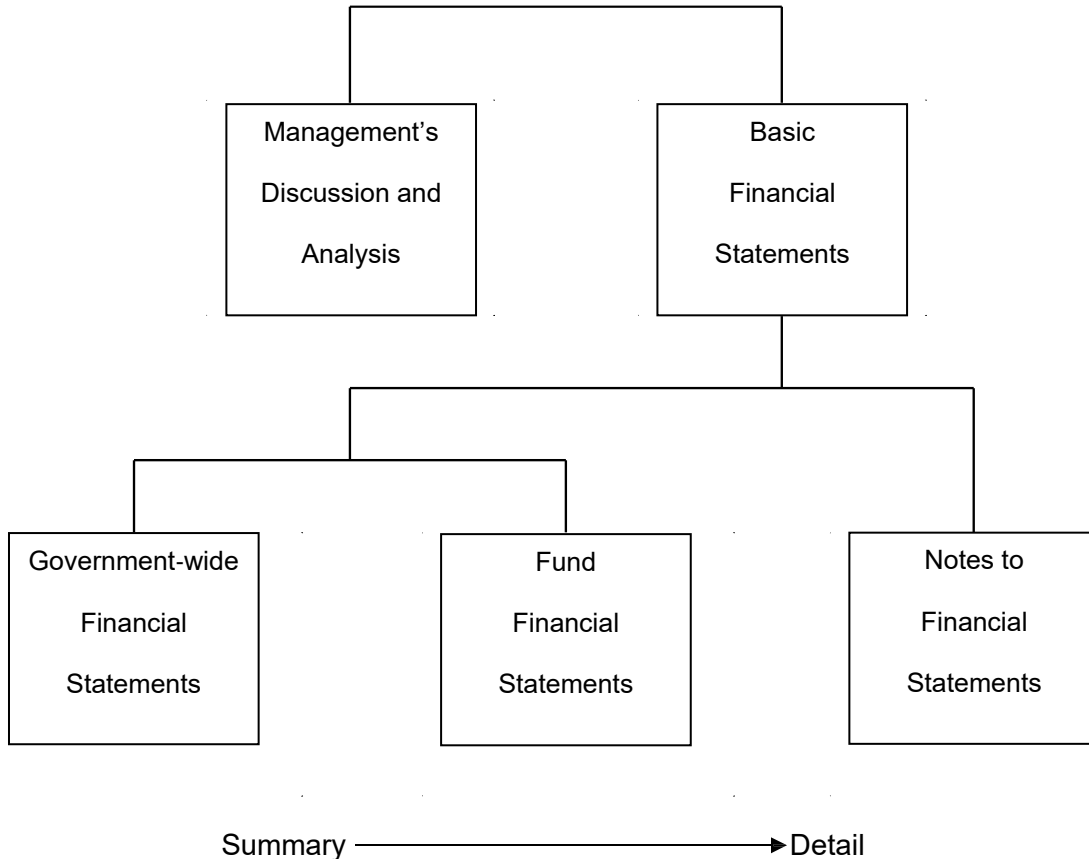 Management’s
Discussion and
Analysis
Basic
Financial
Statements
Government-wide
Financial
Statements
Fund
Financial
Statements
Notes to
Financial
Statements
Summary
Detail